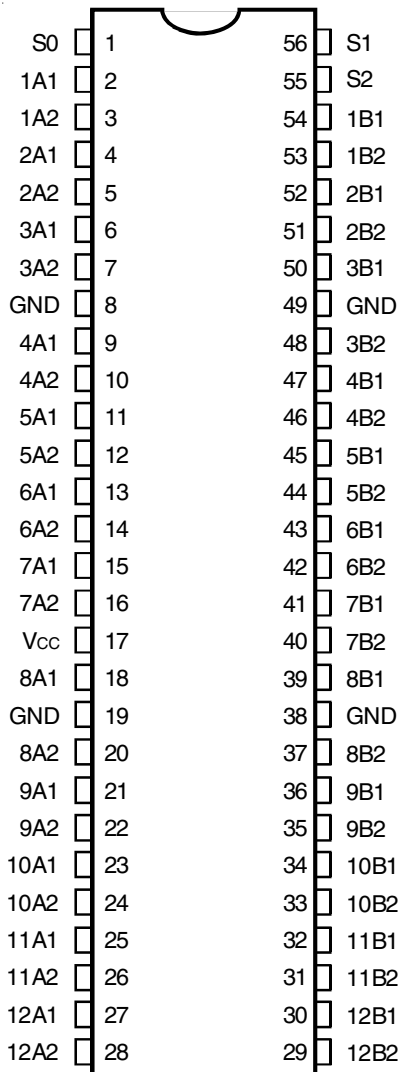 S0 1 56 S1
1A1 2 55 S2
1A2 3 54 1B1
2A1 4 53 1B2
2A2 5 52 2B1
3A1 6 51 2B2
3A2 7 50 3B1
GND 8 49 GND
4A1 9 48 3B2
4A2 10 47 4B1
5A1 11 46 4B2
5A2 12 45 5B1
6A1 13 44 5B2
6A2 14 43 6B1
7A1 15 42 6B2
7A2 16 41 7B1
VCC 17 40 7B2
8A1 18 39 8B1
GND 19 38 GND
8A2 20 37 8B2
9A1 21 36 9B1
9A2 22 35 9B2
10A1 23 34 10B1
10A2 24 33 10B2
11A1 25 32 11B1
11A2 26 31 11B2
12A1 27 30 12B1
12A2 28 29 12B2